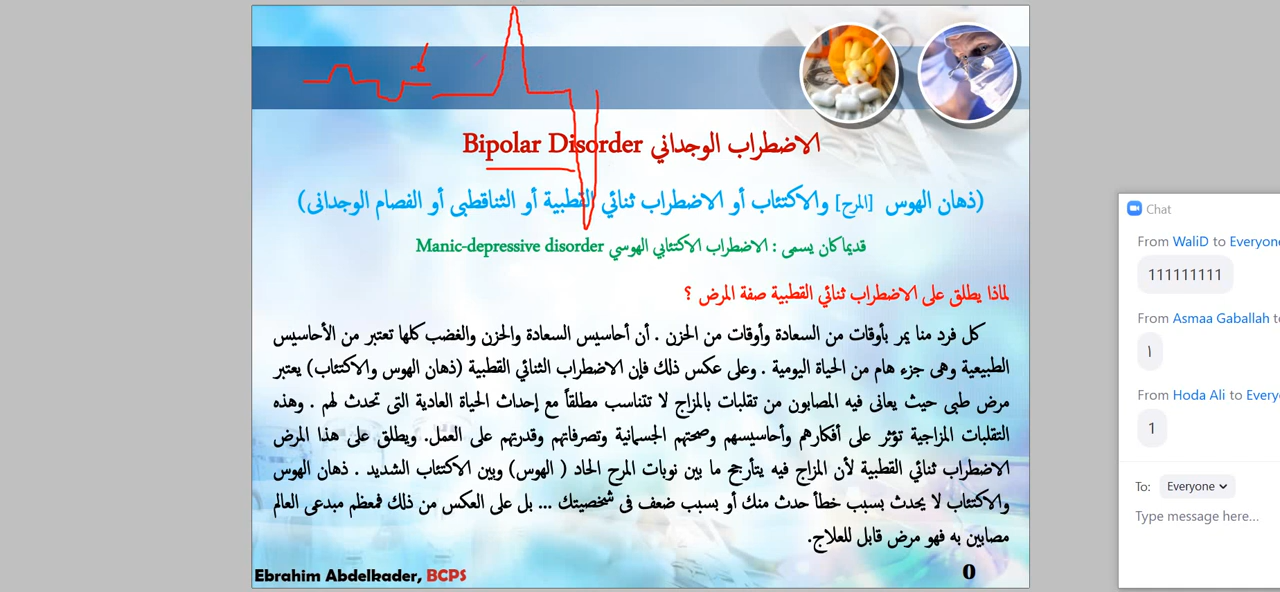 الاضطراب الوجداني Bipolar Disorder
(ذهان الهوس [المرح] والاكتئاب أو الاضطراب ثنائي القطبية أو الثناقطبى أو الفصام الوجدانى)
قديما كان يسمى : الاضطراب الاكتئابي الهوسي Manic-depressive disorder
لماذا يطلق على الاضطراب ثنائي القطبية صفة المرض ؟
كل فرد منا يمر بأوقات من السعادة وأوقات من الحزن . أن أحاسيس السعادة والحزن والغضب كلها تعتبر من الأحاسيس
الطبيعية وهى جزء هام من الحياة اليومية . وعلى عكس ذلك فإن الاضطراب الثنائي القطبية (ذهان الهوس والاكتاب) يعتبر
مرض طبى حيث يعانى فيه المصابون من تقلبات بالمزاج لا تتناسب مطلقاً مع إحداث الحياة العادية التى تحدث لهم . وهذه
التقلبات المزاجية تؤثر على أفكارهم وأحاسيسهم وصحتهم الجسمانية وتصرفاتهم وقدرتهم على العمل. ويطلق على هذا المرض
الاضطراب ثنائي القطبية لأن المزاج فيه يتأرجح ما بين نوبات المرح الحاد ( الهوس) وبين الاكتئاب الشديد . ذهان الهوس
والاكتئاب لا يحدث بسبب خطأ حدث منك أو بسبب ضعف فى شخصيتك ... بل على العكس من ذلك فمعظم مبدعى العالم
مصابين به فهو مرض قابل للعلاج.
Ebrahim Abdelkader, BCPS
0
Chat
From WaliD to Everyone
111111111
From Asmaa Gaballah to
١
From Hoda Ali to Every
1
To: Everyone
Type message here...